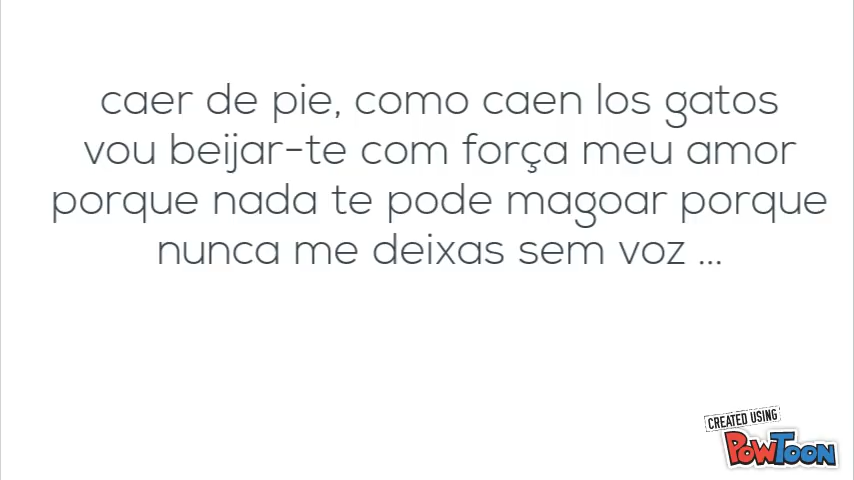 caer de pie, como caen los gatos
vou beijar-te com força meu amor
porque nada te pode magoar porque
nunca me deixas sem voz ...
CREATED USING
POWTOON